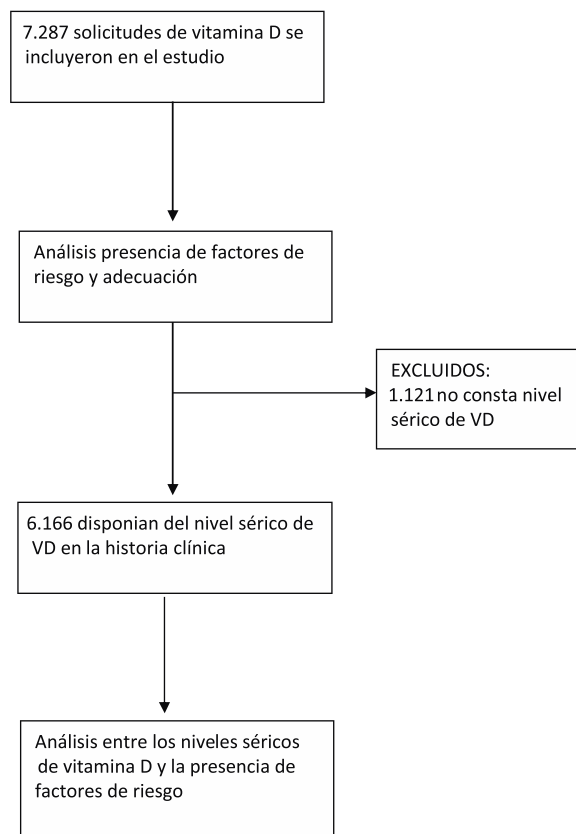 7.287 solicitudes de vitamina D se
incluyeron en el estudio
Análisis presencia de factores de
riesgo y adecuación
EXCLUIDOS:
1.121 no consta nivel
sérico de VD
6.166 disponian del nivel sérico de
VD en la historia clínica
Análisis entre los niveles séricos
de vitamina D y la presencia de
factores de riesgo